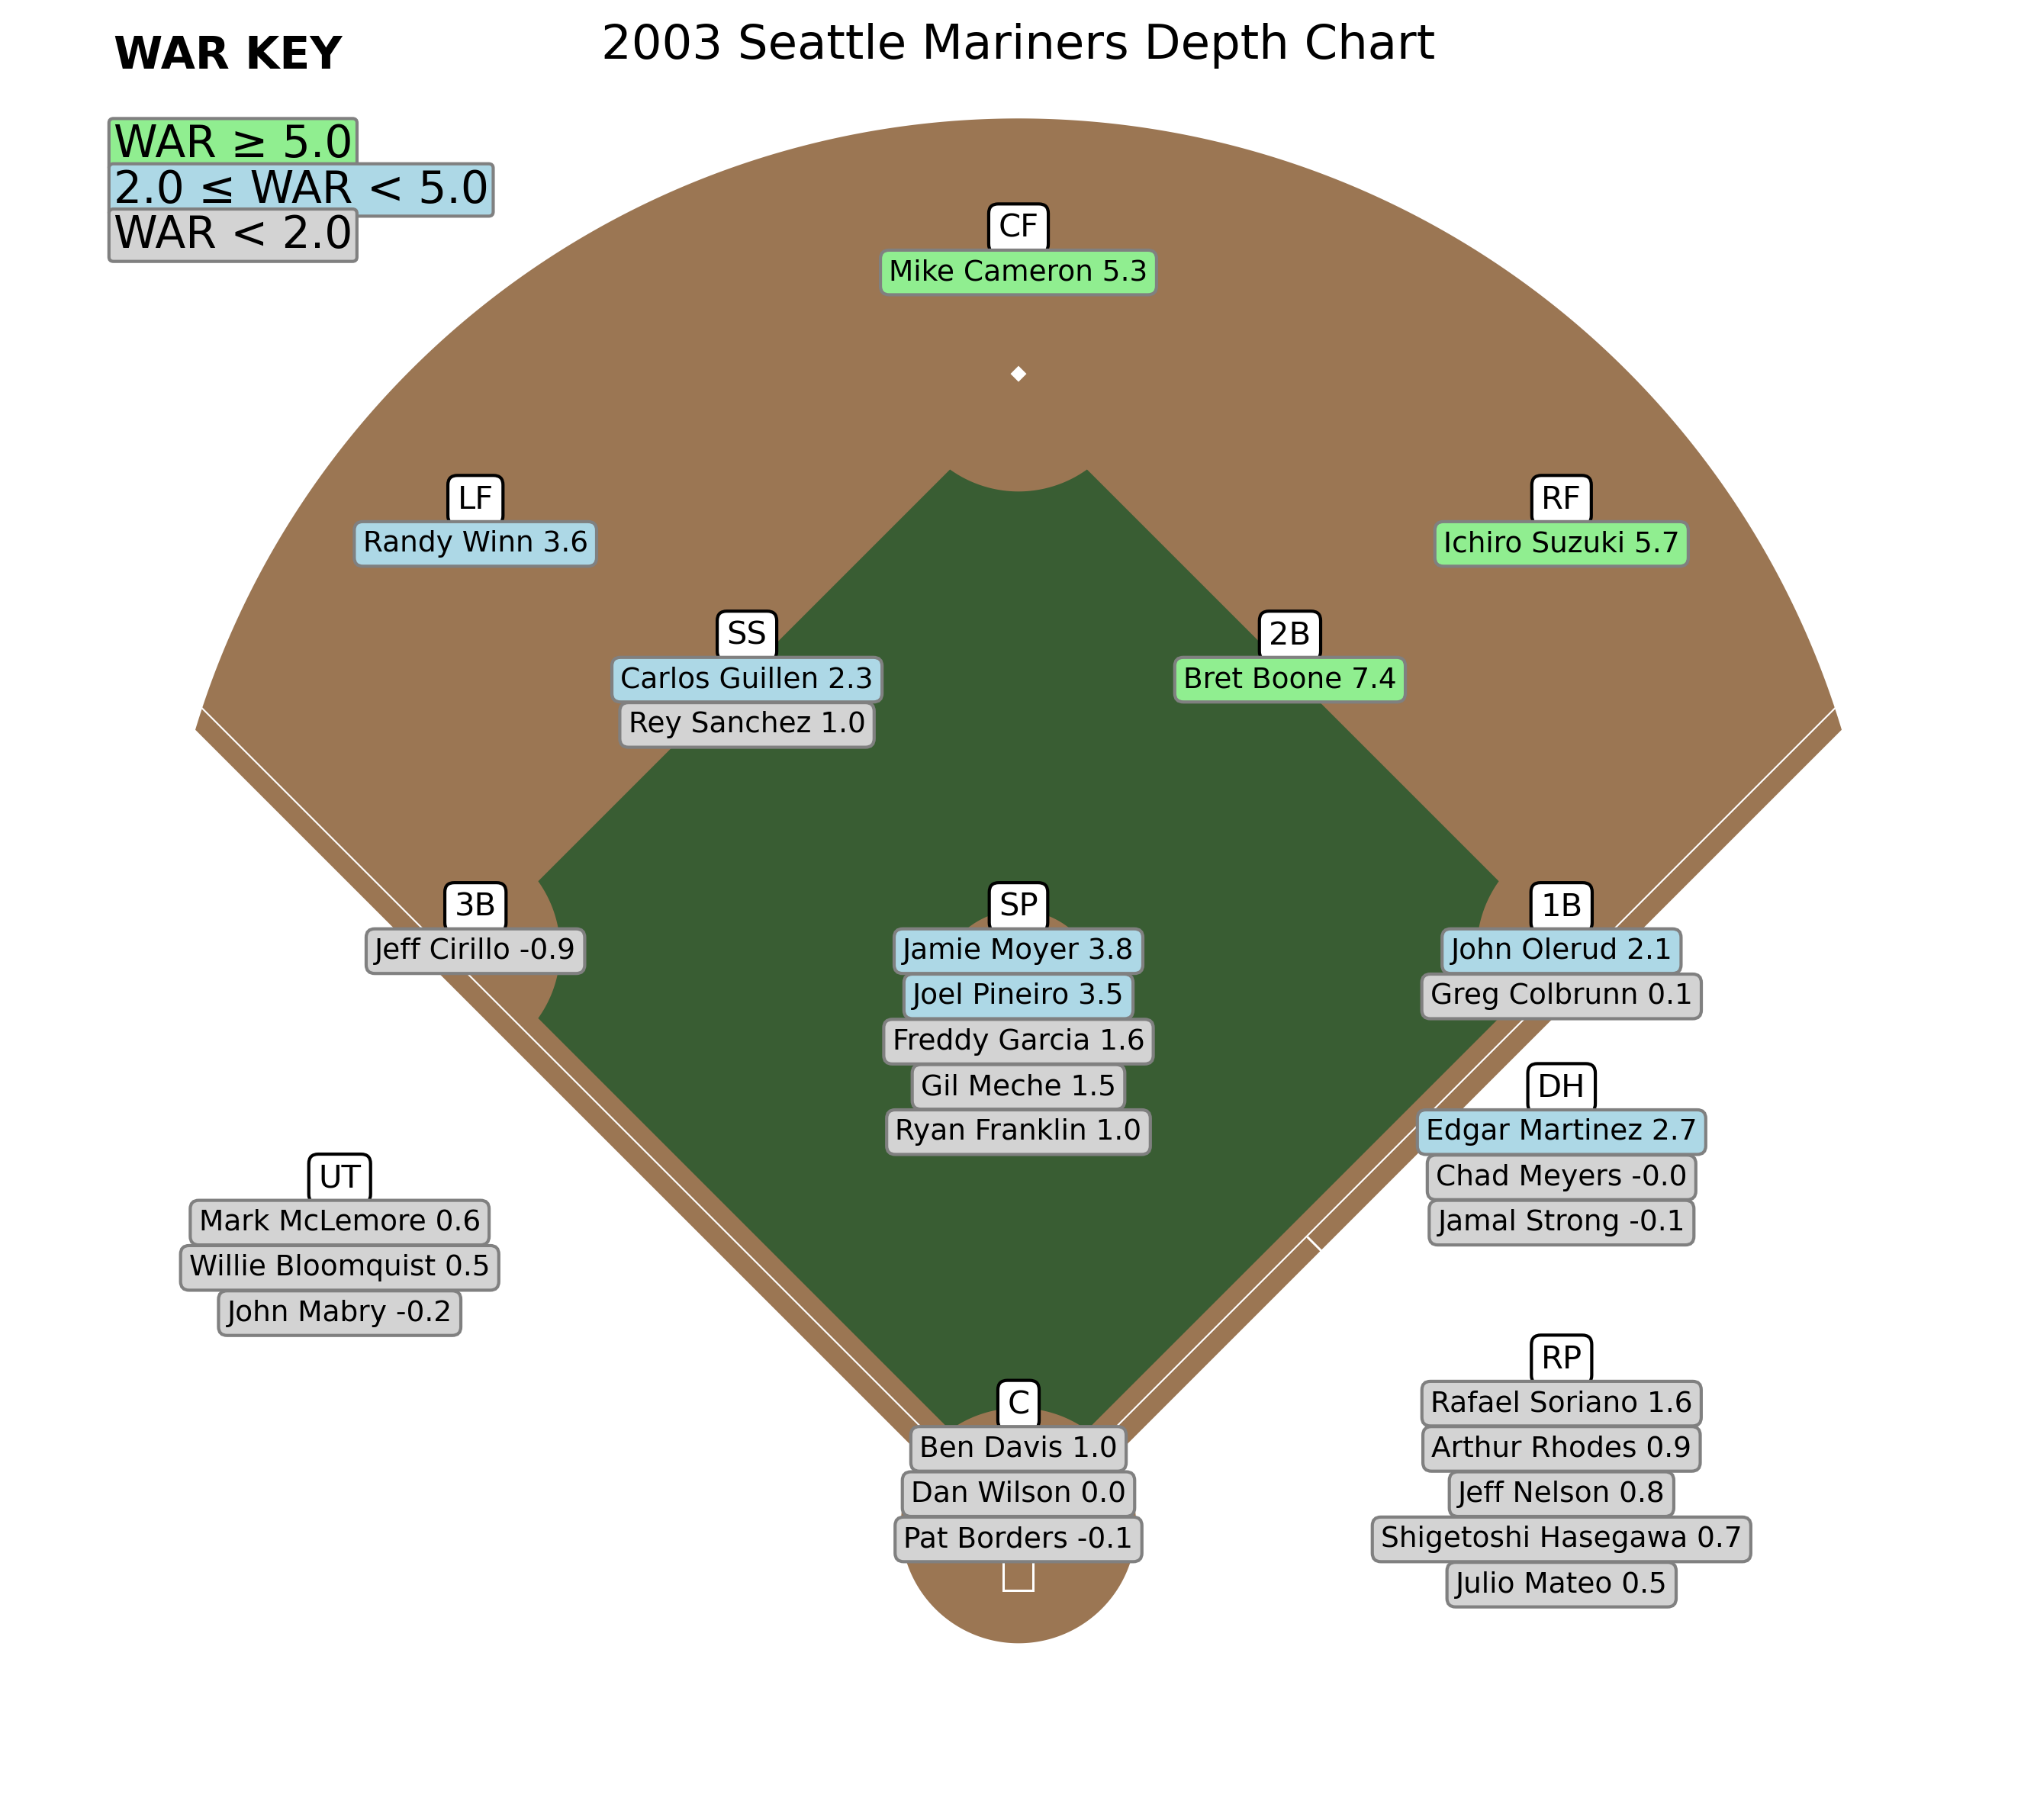 2003 Seattle Mariners Depth Chart
WAR KEY
WAR ≥ 5.0
2.0 ≤ WAR < 5.0
WAR < 2.0
CF
Mike Cameron 5.3
LF
Randy Winn 3.6
RF
Ichiro Suzuki 5.7
SS
Carlos Guillen 2.3
Rey Sanchez 1.0
2B
Bret Boone 7.4
3B
Jeff Cirillo -0.9
SP
Jamie Moyer 3.8
Joel Pineiro 3.5
Freddy Garcia 1.6
Gil Meche 1.5
Ryan Franklin 1.0
1B
John Olerud 2.1
Greg Colbrunn 0.1
DH
Edgar Martinez 2.7
Chad Meyers -0.0
Jamal Strong -0.1
UT
Mark McLemore 0.6
Willie Bloomquist 0.5
John Mabry -0.2
C
Ben Davis 1.0
Dan Wilson 0.0
Pat Borders -0.1
RP
Rafael Soriano 1.6
Arthur Rhodes 0.9
Jeff Nelson 0.8
Shigetoshi Hasegawa 0.7
Julio Mateo 0.5